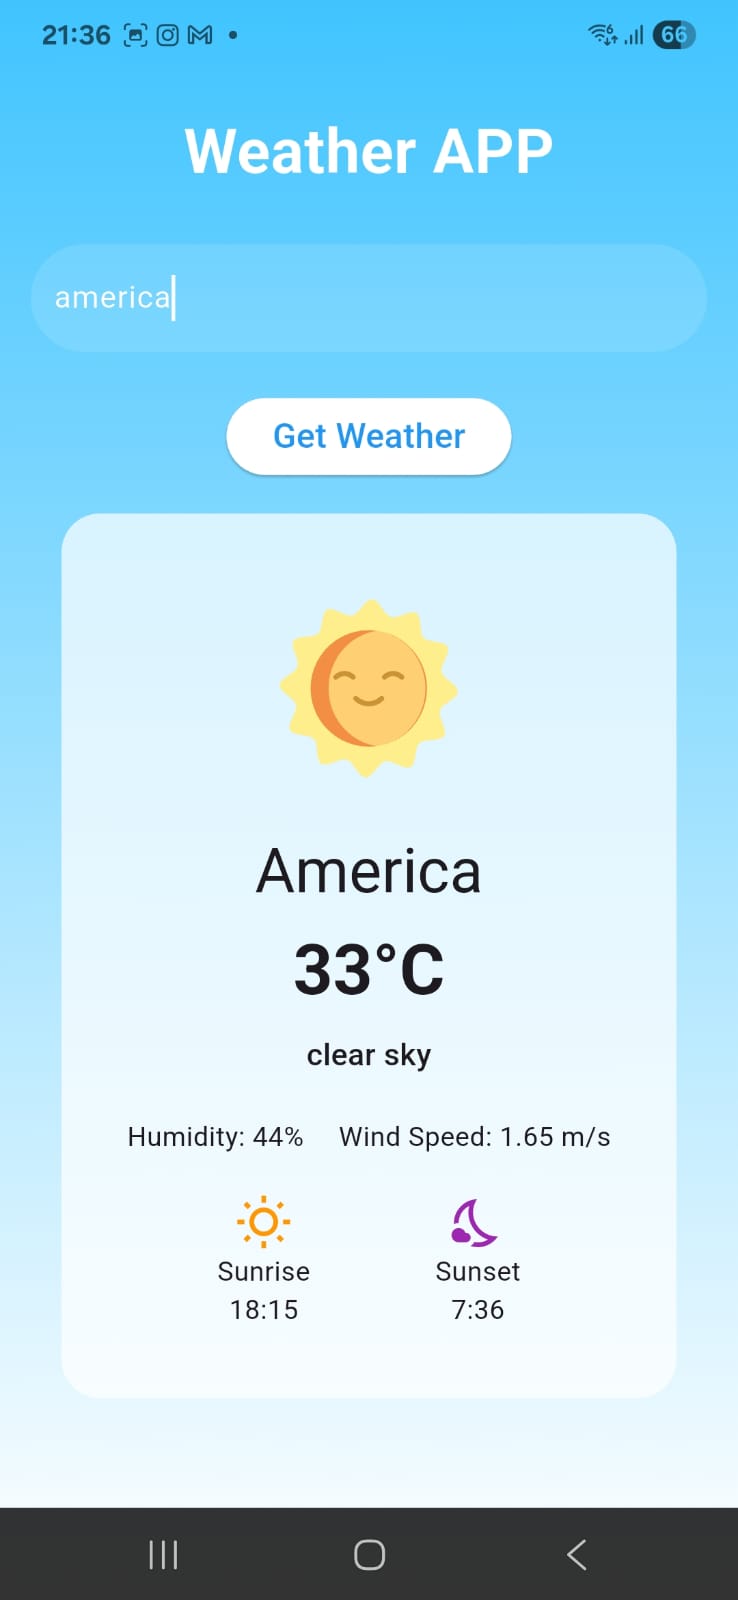 21:36 66
Weather APP
america
Get Weather
America
33°C
clear sky
Humidity: 44% Wind Speed: 1.65 m/s
Sunrise Sunset
18:15 7:36